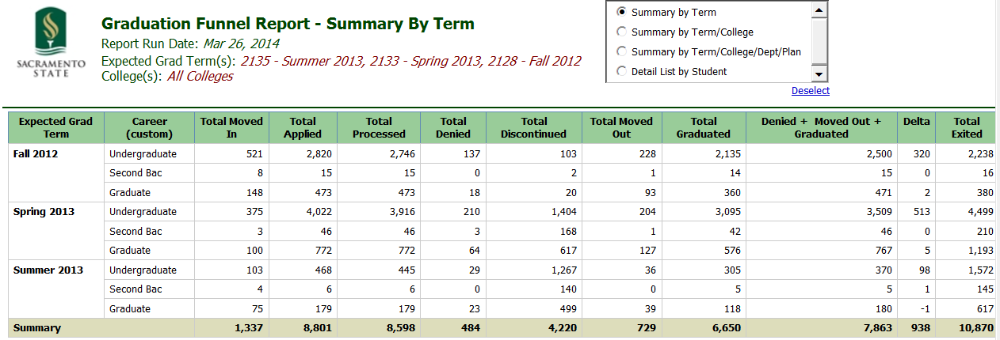 SACRAMENTO
STATE
Graduation Funnel Report - Summary By Term
Report Run Date: Mar 26, 2014
Expected Grad Term(s): 2135 - Summer 2013, 2133 - Spring 2013, 2128 - Fall 2012
College(s): All Colleges
Summary by Term
Summary by Term/College
Summary by Term/College/Dept/Plan
Detail List by Student
Deselect
Expected Grad Term Career (custom) Total Moved In Total Applied Total Processed Total Denied Total Discontinued Total Moved Out Total Graduated Denied + Moved Out + Graduated Delta Total Exited
Fall 2012 Undergraduate 521 2,820 2,746 137 103 228 2,135 2,500 320 2,238
Second Bac 8 15 15 0 2 1 14 15 0 16
Graduate 148 473 473 18 20 93 360 471 2 380
Spring 2013 Undergraduate 375 4,022 3,916 210 1,404 204 3,095 3,509 513 4,499
Second Bac 3 46 46 3 168 1 42 46 0 210
Graduate 100 772 772 64 617 127 576 767 5 1,193
Summer 2013 Undergraduate 103 468 445 29 1,267 36 305 370 98 1,572
Second Bac 4 6 6 0 140 0 5 5 1 145
Graduate 75 179 179 23 499 39 118 180 -1 617
Summary 1,337 8,801 8,598 484 4,220 729 6,650 7,863 938 10,870